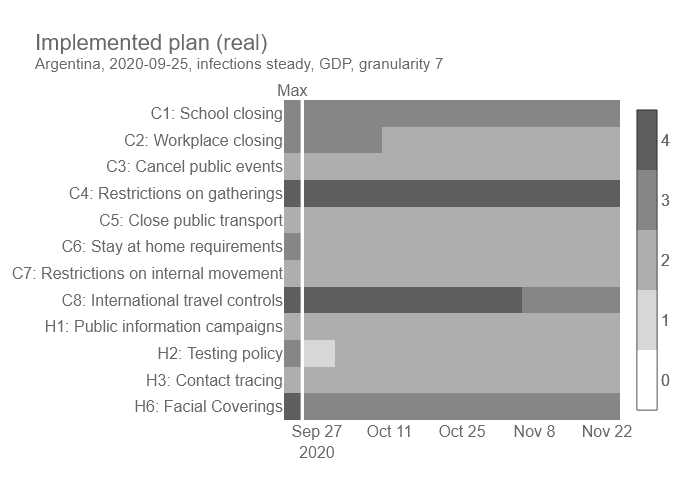 Implemented plan (real)
Argentina, 2020-09-25, infections steady, GDP, granularity 7
Max
C1: School closing
C2: Workplace closing
C3: Cancel public events
C4: Restrictions on gatherings
C5: Close public transport
C6: Stay at home requirements
C7: Restrictions on internal movement
C8: International travel controls
H1: Public information campaigns
H2: Testing policy
H3: Contact tracing
H6: Facial Coverings
4
3
2
1
0
Sep 27 Oct 11 Oct 25 Nov 8 Nov 22
2020